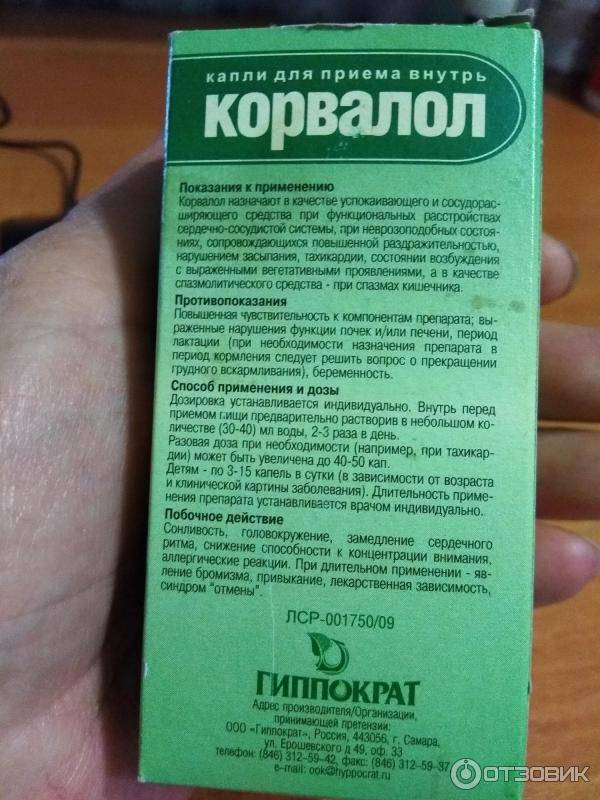 капли для приема внутрь
корвалол
Показания к применению
Корвалол назначают в качестве успокаивающего и сосудорас-
ширяющего средства при функциональных расстройствах
сердечно-сосудистой системы, при неврозоподобных состоя-
ниях, сопровождающихся повышенной раздражительностью,
нарушением засыпания, тахикардии, состоянии возбуждения
с выраженными вегетативными проявлениями, а в качестве
спазмолитического средства - при спазмах кишечника.
Противопоказания
Повышенная чувствительность к компонентам препарата; вы-
раженные нарушения функции почек и/или печени, период
лактации (при необходимости назначения препарата в
период кормления следует решить вопрос о прекращении
грудного вскармливания), беременность.
Способ применения и дозы
Дозировка устанавливается индивидуально. Внутрь перед
приемом пищи предварительно растворив в небольшом ко-
личестве (30-40) мл воды, 2-3 раза в день.
Разовая доза при необходимости (например, при тахикар-
дии) может быть увеличена до 40-50 кап.
Детям - по 3-15 капель в сутки (в зависимости от возраста
и клинической картины заболевания). Длительность приме-
нения препарата устанавливается врачом индивидуально.
Побочное действие
Сонливость, головокружение, замедление сердечного
ритма, снижение способности к концентрации внимания,
аллергические реакции. При длительном применении - яв-
ление бромизма, привыкание, лекарственная зависимость,
синдром "отмены".
ЛСР-001750/09
ГИППОКРАТ
Адрес производителя/Организации,
принимающей претензии:
ООО «Гиппократ», Россия, 443056, г. Самара,
ул. Ерошевского д 49, оф. 33
телефоны: (846) 312-59-42, факс: (846) 312-59-37
e-mail: ook@hyppocrat.ru
ОТЗОВИК